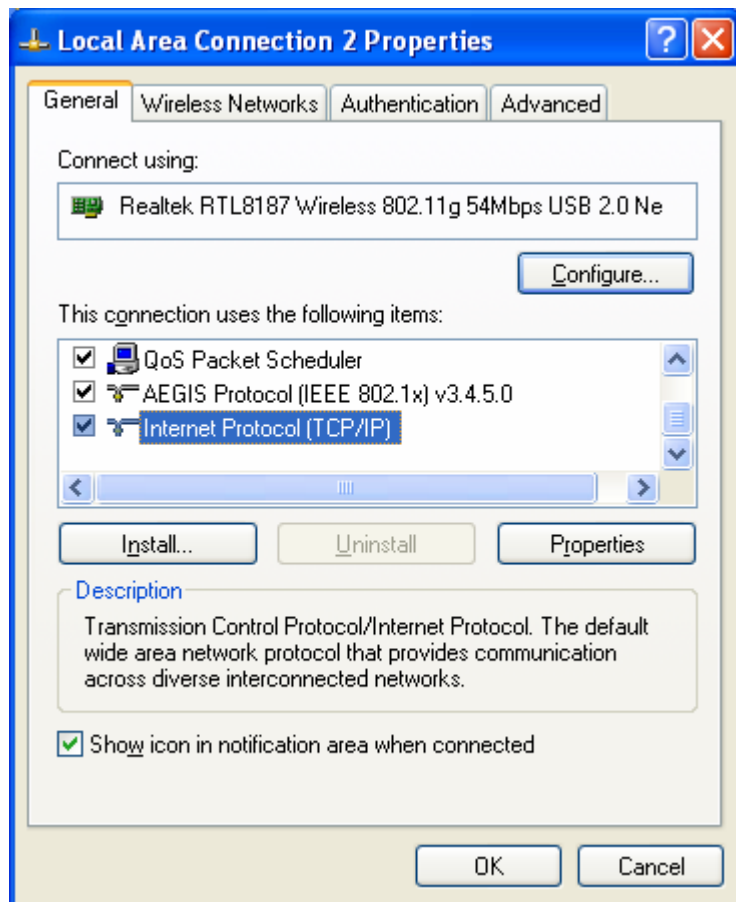 Local Area Connection 2 Properties
General Wireless Networks Authentication Advanced
Connect using:
Realtek RTL8187 Wireless 802.11g 54Mbps USB 2.0 Ne
Configure...
This connection uses the following items:
QoS Packet Scheduler
AEGIS Protocol (IEEE 802.1x) v3.4.5.0
Internet Protocol (TCP/IP)
Install... Uninstall Properties
Description
Transmission Control Protocol/Internet Protocol. The default
wide area network protocol that provides communication
across diverse interconnected networks.
Show icon in notification area when connected
OK Cancel